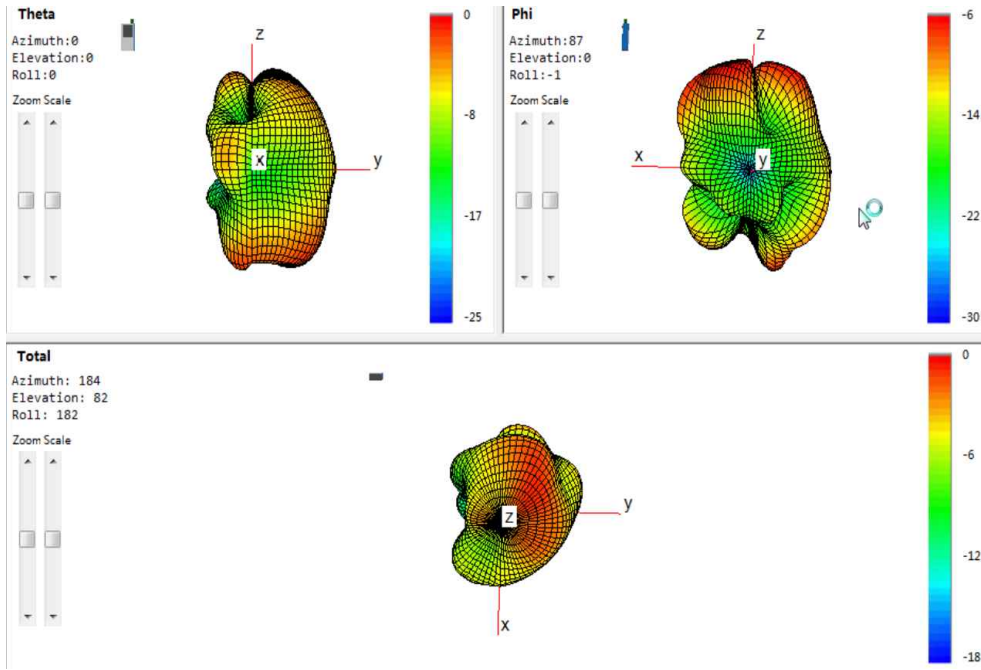 Theta
Azimuth:0
Elevation:0
Roll:0
Zoom Scale
z
x
y
0
-8
-17
-25
Phi
Azimuth:87
Elevation:0
Roll:-1
Zoom Scale
z
x
y
-6
-14
-22
-30
Total
Azimuth: 184
Elevation: 82
Roll: 182
Zoom Scale
z
y
x
0
-6
-12
-18